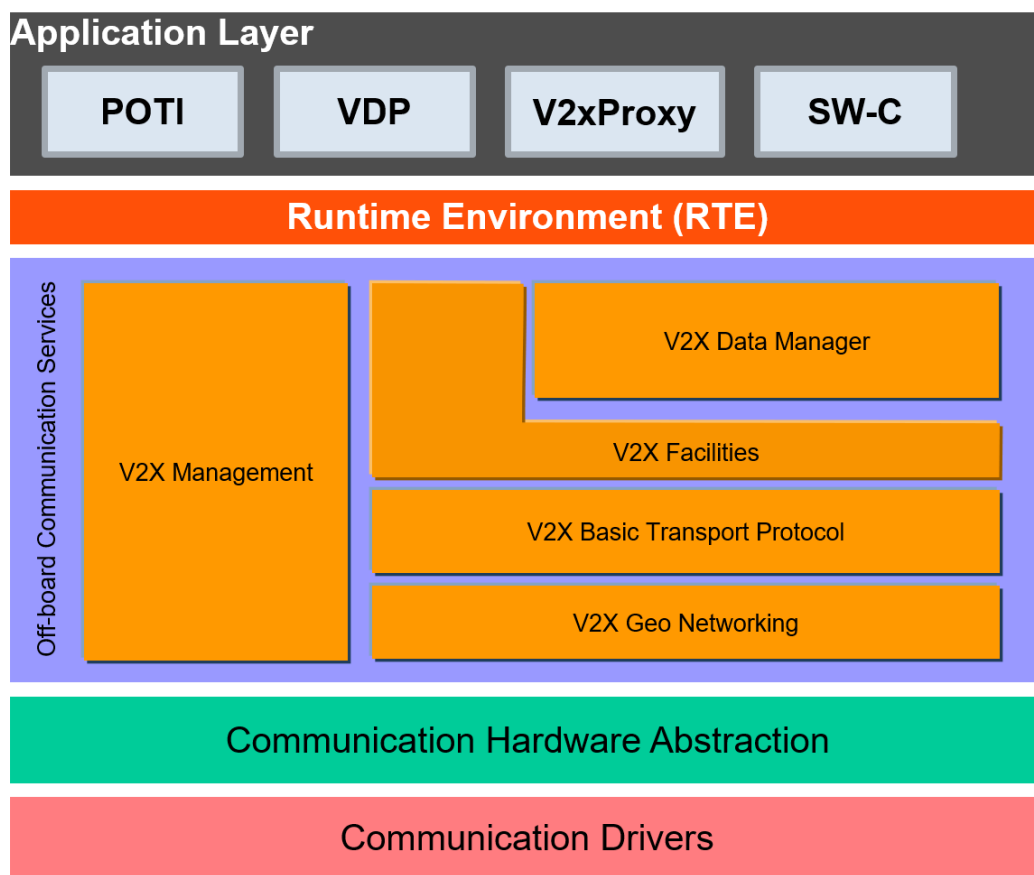 Application Layer
POTI
VDP
V2xProxy
SW-C
Runtime Environment (RTE)
Off-board Communication Services
V2X Management
V2X Data Manager
V2X Facilities
V2X Basic Transport Protocol
V2X Geo Networking
Communication Hardware Abstraction
Communication Drivers